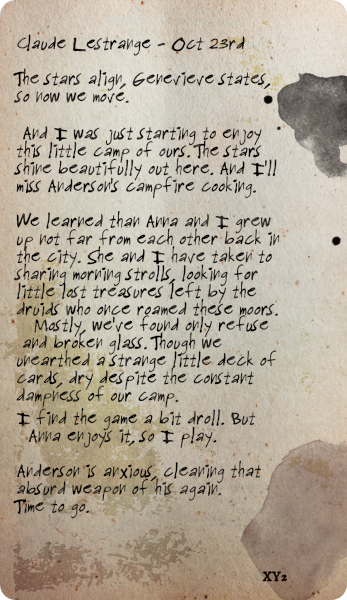 Claude Lestrange - Oct 23rd
The stars align, Genevieve states,
so now we move.
And I was just starting to enjoy
this little camp of ours. The stars
shine beautifully out here. And I'll
miss Anderson's campfire cooking.
We learned than Anna and I grew
up not far from each other back in
the city. She and I have taken to
sharing morning strolls, looking for
little lost treasures left by the
druids who once roamed these moors.
Mostly, we've found only refuse
and broken glass. Though we
unearthed a strange little deck of
cards, dry despite the constant
dampness of our camp.
I find the game a bit droll. But
Anna enjoys it, so I play.
Anderson is anxious, cleaning that
absurd weapon of his again.
Time to go.
XY2